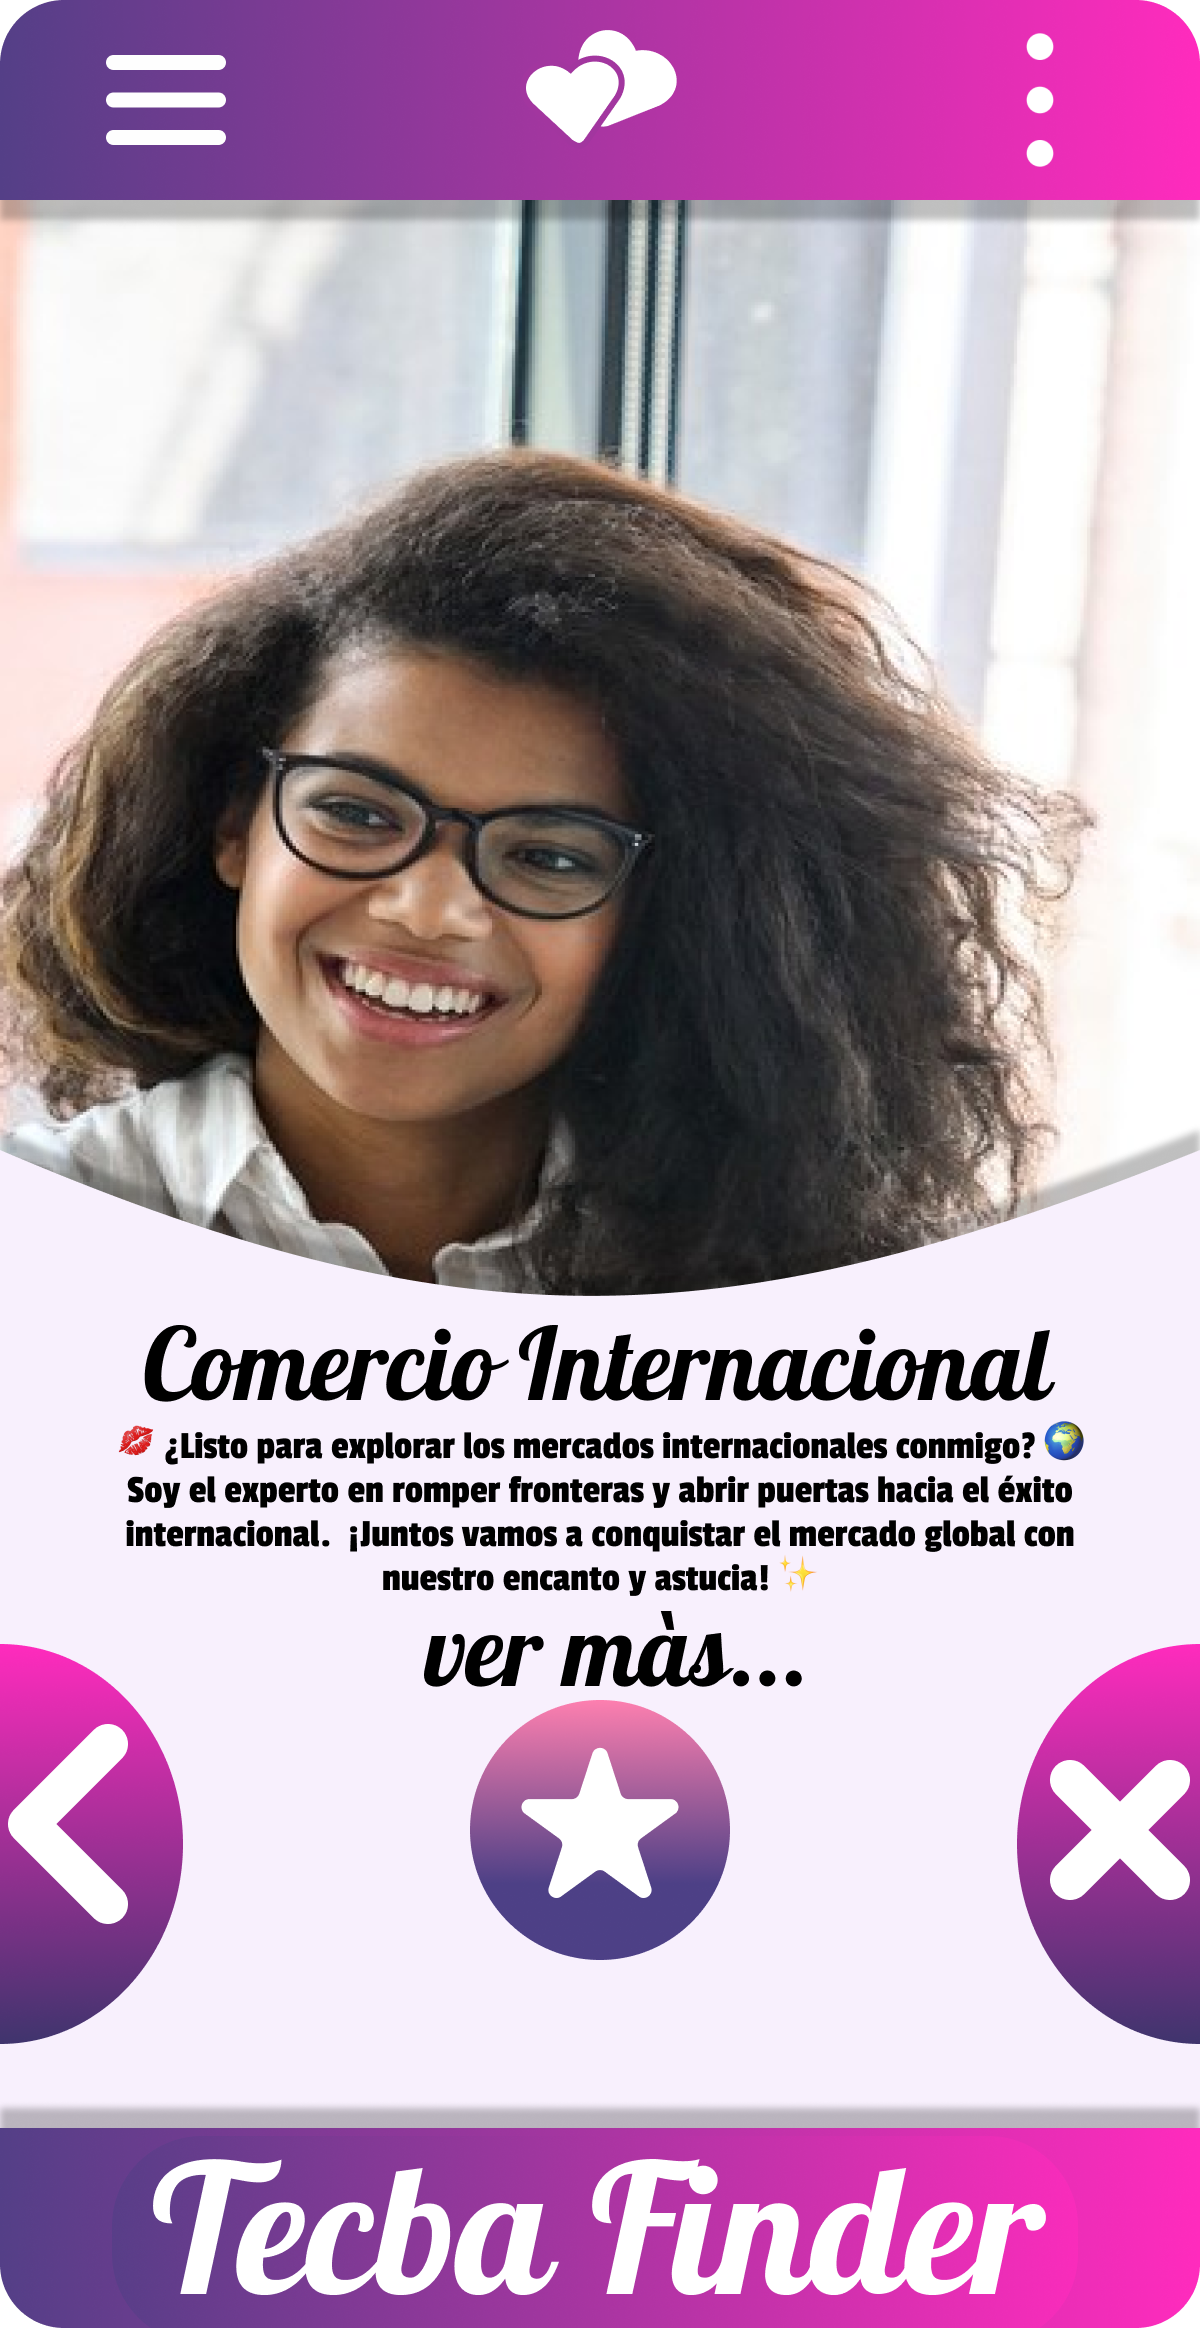 Comercio Internacional
💋 ¿Listo para explorar los mercados internacionales conmigo? 🌍
Soy el experto en romper fronteras y abrir puertas hacia el éxito
internacional.  ¡Juntos vamos a conquistar el mercado global con
nuestro encanto y astucia! ✨
ver màs...
Tecba Finder